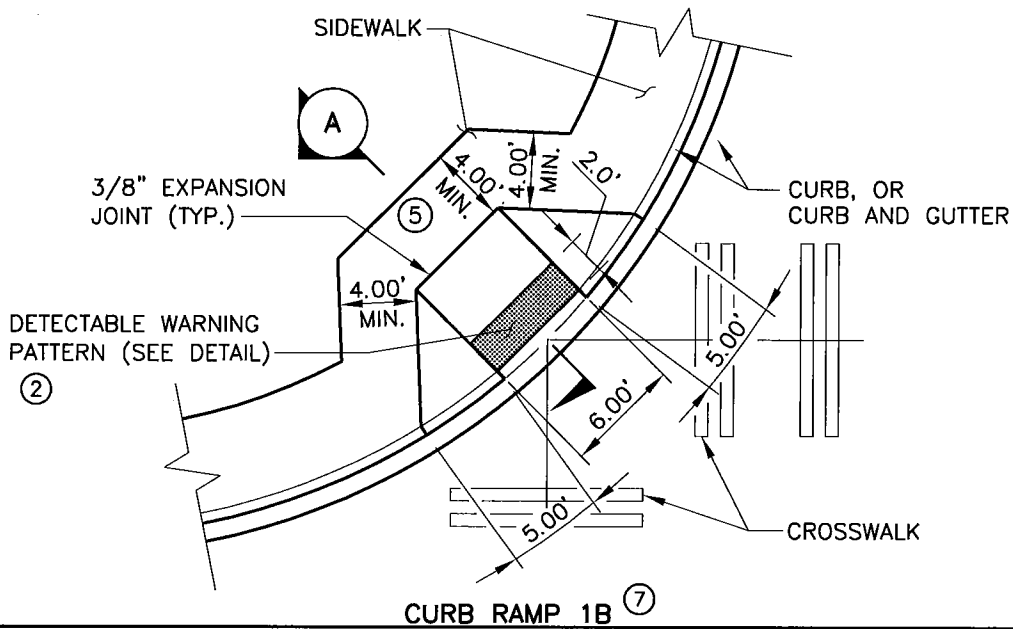 SIDEWALK
A
3/8" EXPANSION
JOINT (TYP.)
4.00'
MIN.
4.00'
MIN.
2.0'
5
CURB, OR
CURB AND GUTTER
4.00'
MIN.
DETECTABLE WARNING
PATTERN (SEE DETAIL)
2
5.00'
6.00'
5.00'
CROSSWALK
CURB RAMP 1B 7